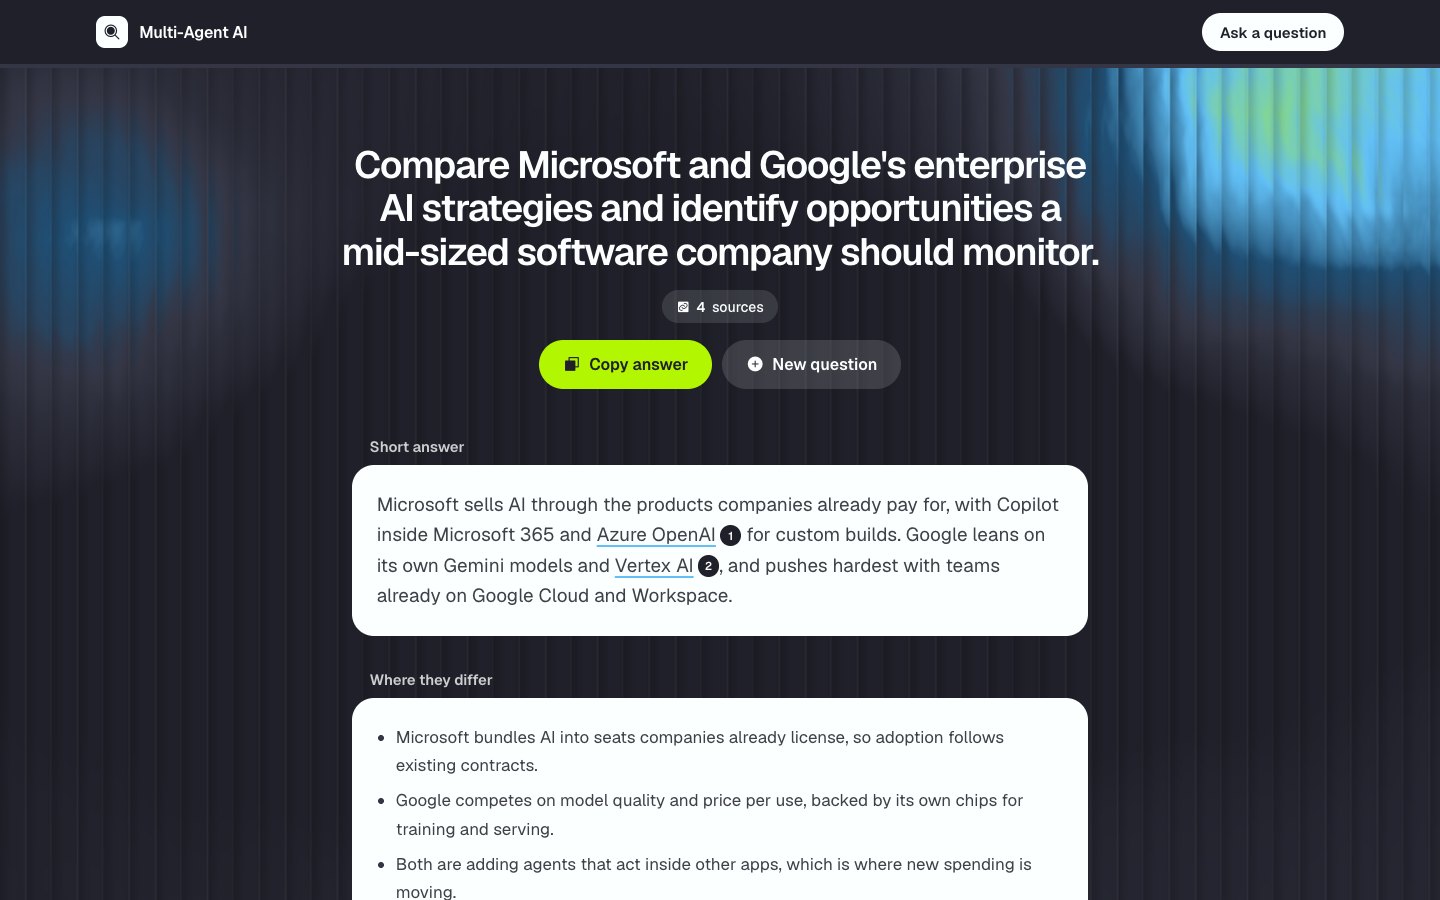 Multi-Agent AI
Ask a question
Compare Microsoft and Google's enterprise
AI strategies and identify opportunities a
mid-sized software company should monitor.
4 sources
Copy answer
New question
Short answer
Microsoft sells AI through the products companies already pay for, with Copilot
inside Microsoft 365 and Azure OpenAI 1 for custom builds. Google leans on
its own Gemini models and Vertex AI 2, and pushes hardest with teams
already on Google Cloud and Workspace.
Where they differ
• Microsoft bundles AI into seats companies already license, so adoption follows
existing contracts.
• Google competes on model quality and price per use, backed by its own chips for
training and serving.
• Both are adding agents that act inside other apps, which is where new spending is
moving.